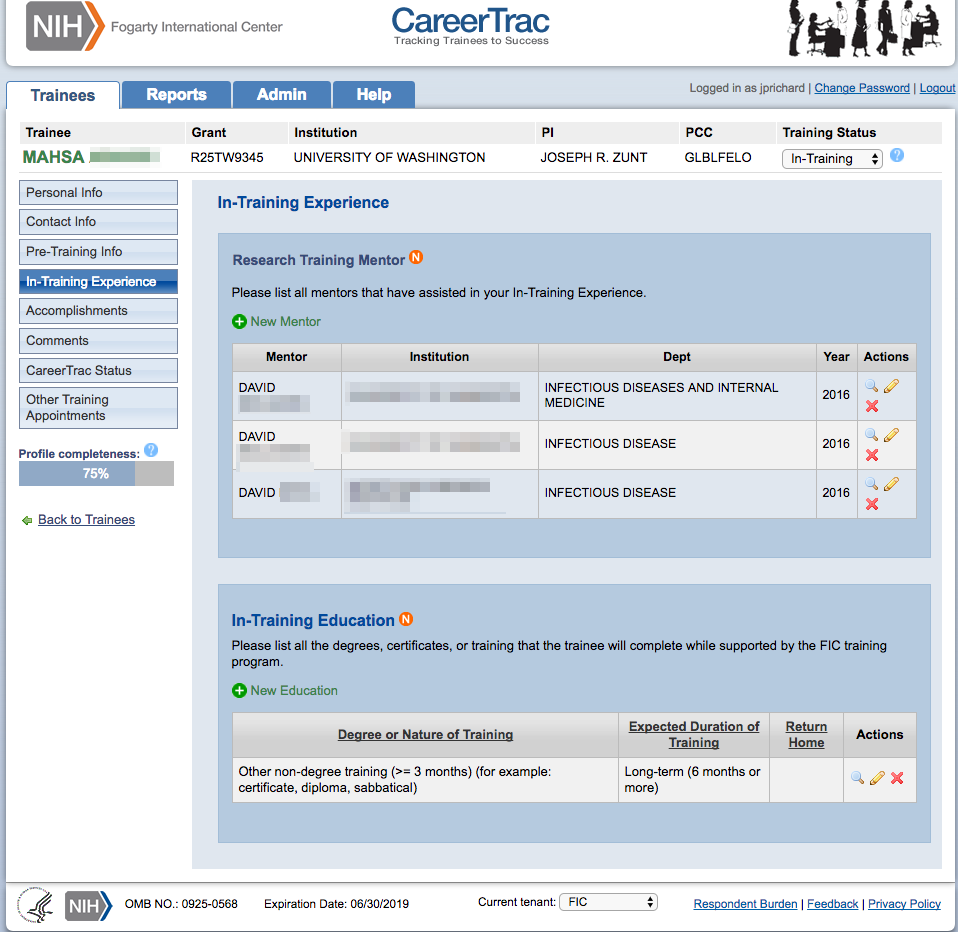 NIH Fogarty International Center
CareerTrac
Tracking Trainees to Success
Trainees Reports Admin Help
Logged in as jprichard | Change Password | Logout
Trainee Grant Institution PI PCC Training Status
MAHSA R25TW9345 UNIVERSITY OF WASHINGTON JOSEPH R. ZUNT GLBLFELO In-Training ?
Personal Info
Contact Info
Pre-Training Info
In-Training Experience
Accomplishments
Comments
CareerTrac Status
Other Training
Appointments
Profile completeness: ?
75%
Back to Trainees
In-Training Experience
Research Training Mentor N
Please list all mentors that have assisted in your In-Training Experience.
New Mentor
Mentor Institution Dept Year Actions
DAVID INFECTIOUS DISEASES AND INTERNAL
MEDICINE 2016
DAVID INFECTIOUS DISEASE 2016
DAVID INFECTIOUS DISEASE 2016
In-Training Education N
Please list all the degrees, certificates, or training that the trainee will complete while supported by the FIC training
program.
New Education
Degree or Nature of Training Expected Duration of
Training Return
Home Actions
Other non-degree training (>= 3 months) (for example:
certificate, diploma, sabbatical) Long-term (6 months or
more)
NIH OMB NO.: 0925-0568 Expiration Date: 06/30/2019 Current tenant: FIC Respondent Burden | Feedback | Privacy Policy